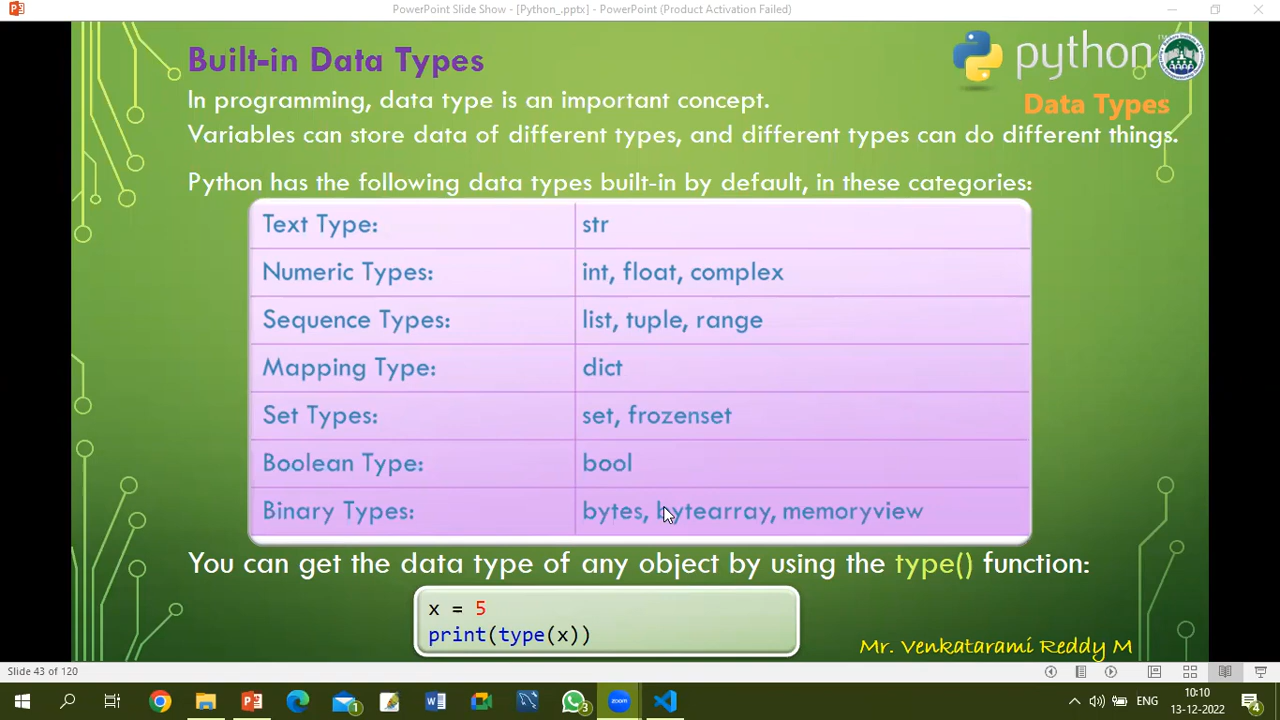 PowerPoint Slide Show - [Python_.pptx] - PowerPoint (Product Activation Failed)
Built-in Data Types
python
TM
Data Types
In programming, data type is an important concept.
Variables can store data of different types, and different types can do different things.
Python has the following data types built-in by default, in these categories:
Text Type: str
Numeric Types: int, float, complex
Sequence Types: list, tuple, range
Mapping Type: dict
Set Types: set, frozenset
Boolean Type: bool
Binary Types: bytes, bytearray, memoryview
You can get the data type of any object by using the type() function:
x = 5
print(type(x))
Mr. Venkatarami Reddy M
Slide 43 of 120
1
3
zoom
ENG
10:10
13-12-2022
4